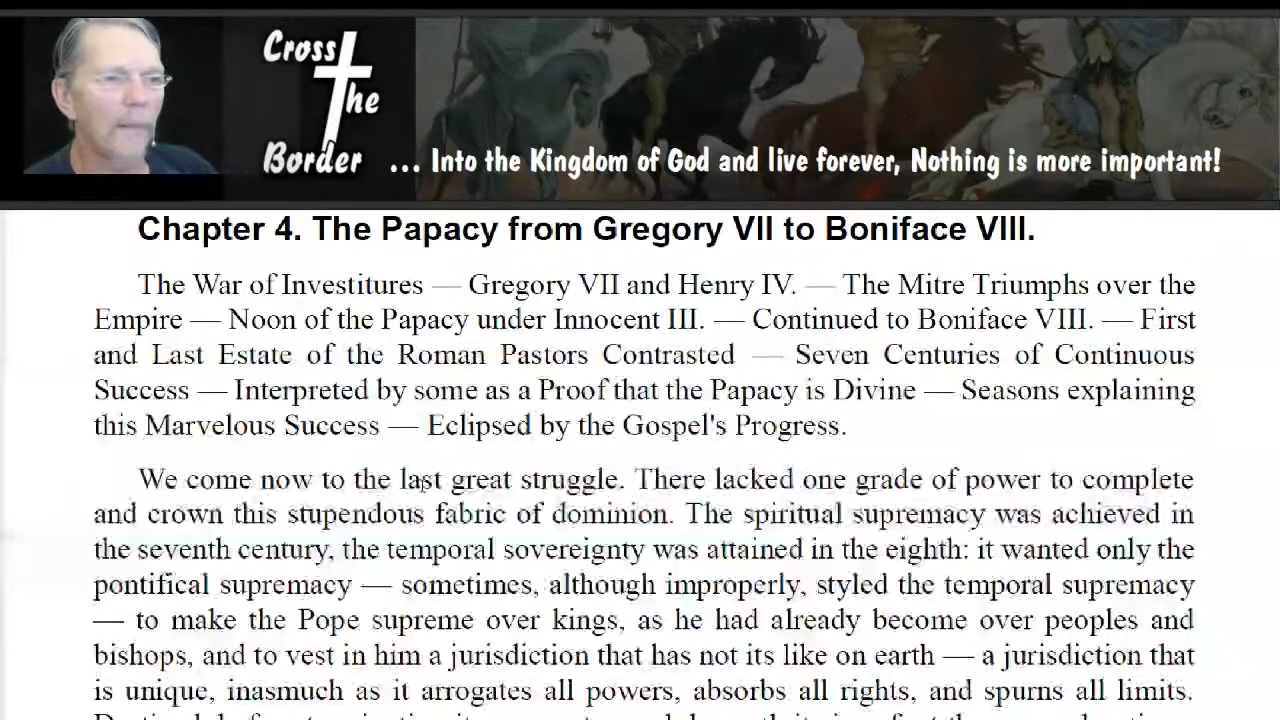 Cross
The
Border
... Into the Kingdom of God and live forever, Nothing is more important!
Chapter 4. The Papacy from Gregory VII to Boniface VIII.
The War of Investitures — Gregory VII and Henry IV. — The Mitre Triumphs over the
Empire — Noon of the Papacy under Innocent III. — Continued to Boniface VIII. — First
and Last Estate of the Roman Pastors Contrasted — Seven Centuries of Continuous
Success — Interpreted by some as a Proof that the Papacy is Divine — Seasons explaining
this Marvelous Success — Eclipsed by the Gospel's Progress.
We come now to the last great struggle. There lacked one grade of power to complete
and crown this stupendous fabric of dominion. The spiritual supremacy was achieved in
the seventh century, the temporal sovereignty was attained in the eighth: it wanted only the
pontifical supremacy — sometimes, although improperly, styled the temporal supremacy
— to make the Pope supreme over kings, as he had already become over peoples and
bishops, and to vest in him a jurisdiction that has not its like on earth — a jurisdiction that
is unique, inasmuch as it arrogates all powers, absorbs all rights, and spurns all limits.